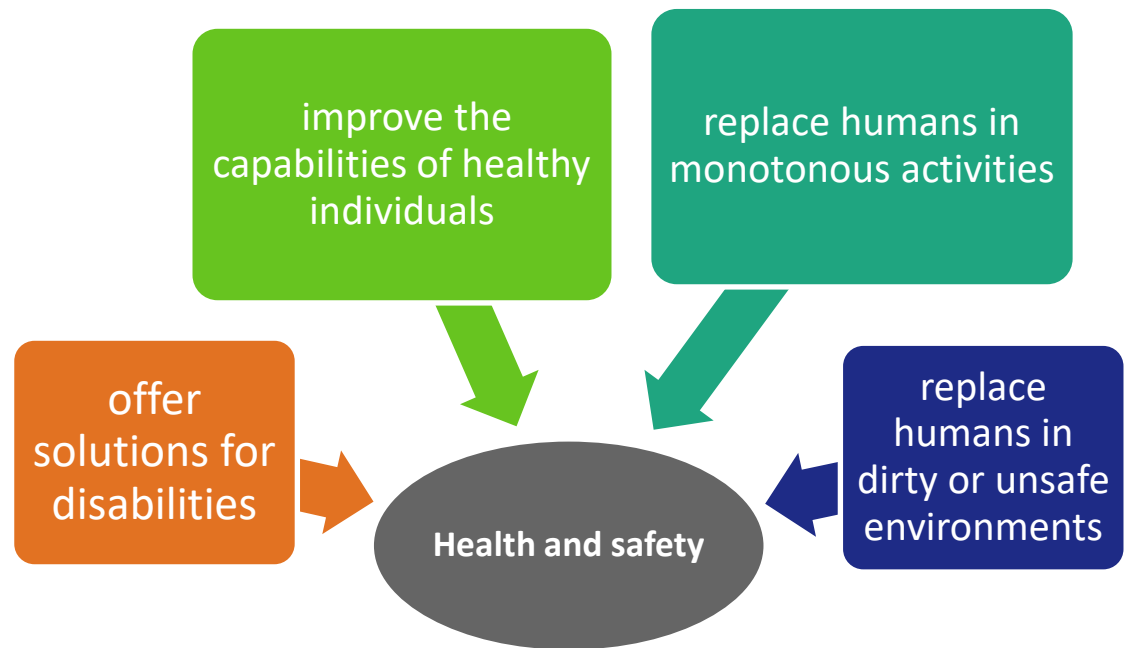 improve the
capabilities of healthy
individuals
replace humans in
monotonous activities
offer
solutions for
disabilities
replace
humans in
dirty or unsafe
environments
Health and safety